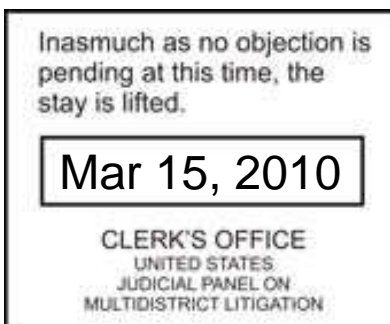 Inasmuch as no objection is
pending at this time, the
stay is lifted.
Mar 15, 2010
CLERK'S OFFICE
UNITED STATES
JUDICIAL PANEL ON
MULTIDISTRICT LITIGATION